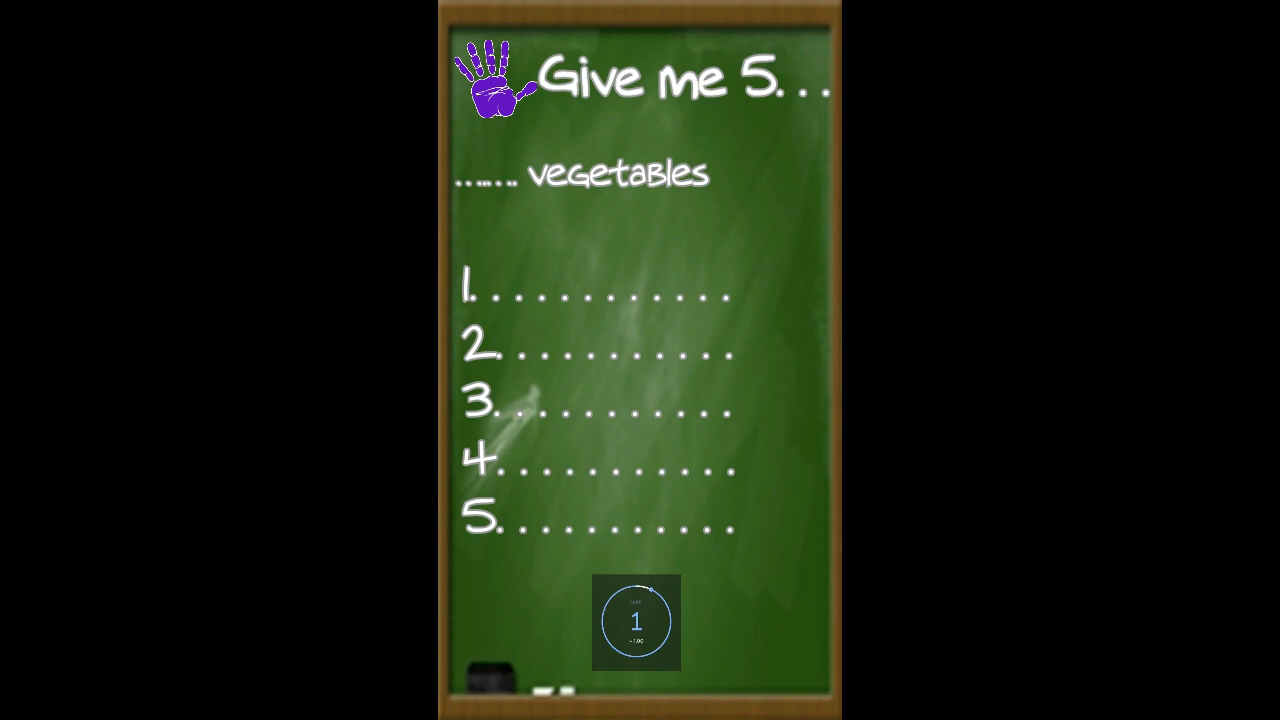 Give me 5. . .
....... vegetables
1. . . . . . . . . . . .
2. . . . . . . . . . .
3. . . . . . . . . . .
4. . . . . . . . . . .
5. . . . . . . . . . .
1